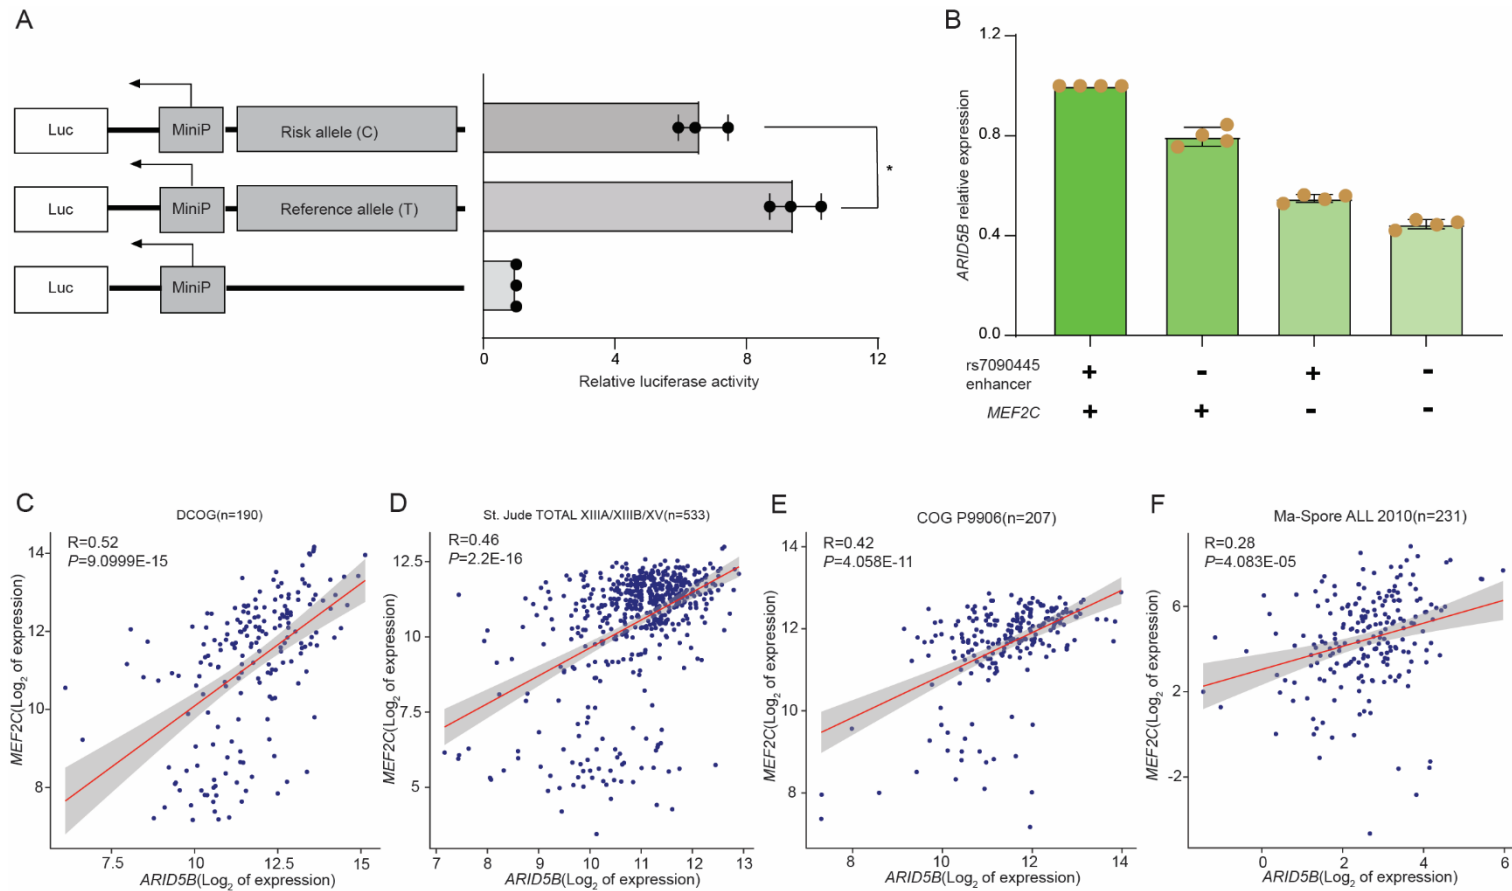 A
Luc
MiniP
Risk allele (C)
Luc
MiniP
Reference allele (T)
Luc
MiniP
*
0
4
8
12
Relative luciferase activity
B
1.2
0.8
0.4
0.0
ARID5B relative expression
rs7090445
enhancer
+ - + -
MEF2C
+ + - -
C
DCOG(n=190)
R=0.52
P=9.0999E-15
14
12
10
8
MEF2C(Log2 of expression)
7.5
10
12.5
15
ARID5B(Log2 of expression)
D
St. Jude TOTAL XIIIA/XIIIB/XV(n=533)
R=0.46
P=2.2E-16
12.5
10
7.5
5
MEF2C(Log2 of expression)
7
8
9
10
11
12
13
ARID5B(Log2 of expression)
E
COG P9906(n=207)
R=0.42
P=4.058E-11
14
12
10
8
MEF2C(Log2 of expression)
8
10
12
14
ARID5B(Log2 of expression)
F
Ma-Spore ALL 2010(n=231)
R=0.28
P=4.083E-05
6
2
-2
MEF2C(Log2 of expression)
0
2
4
6
ARID5B(Log2 of expression)